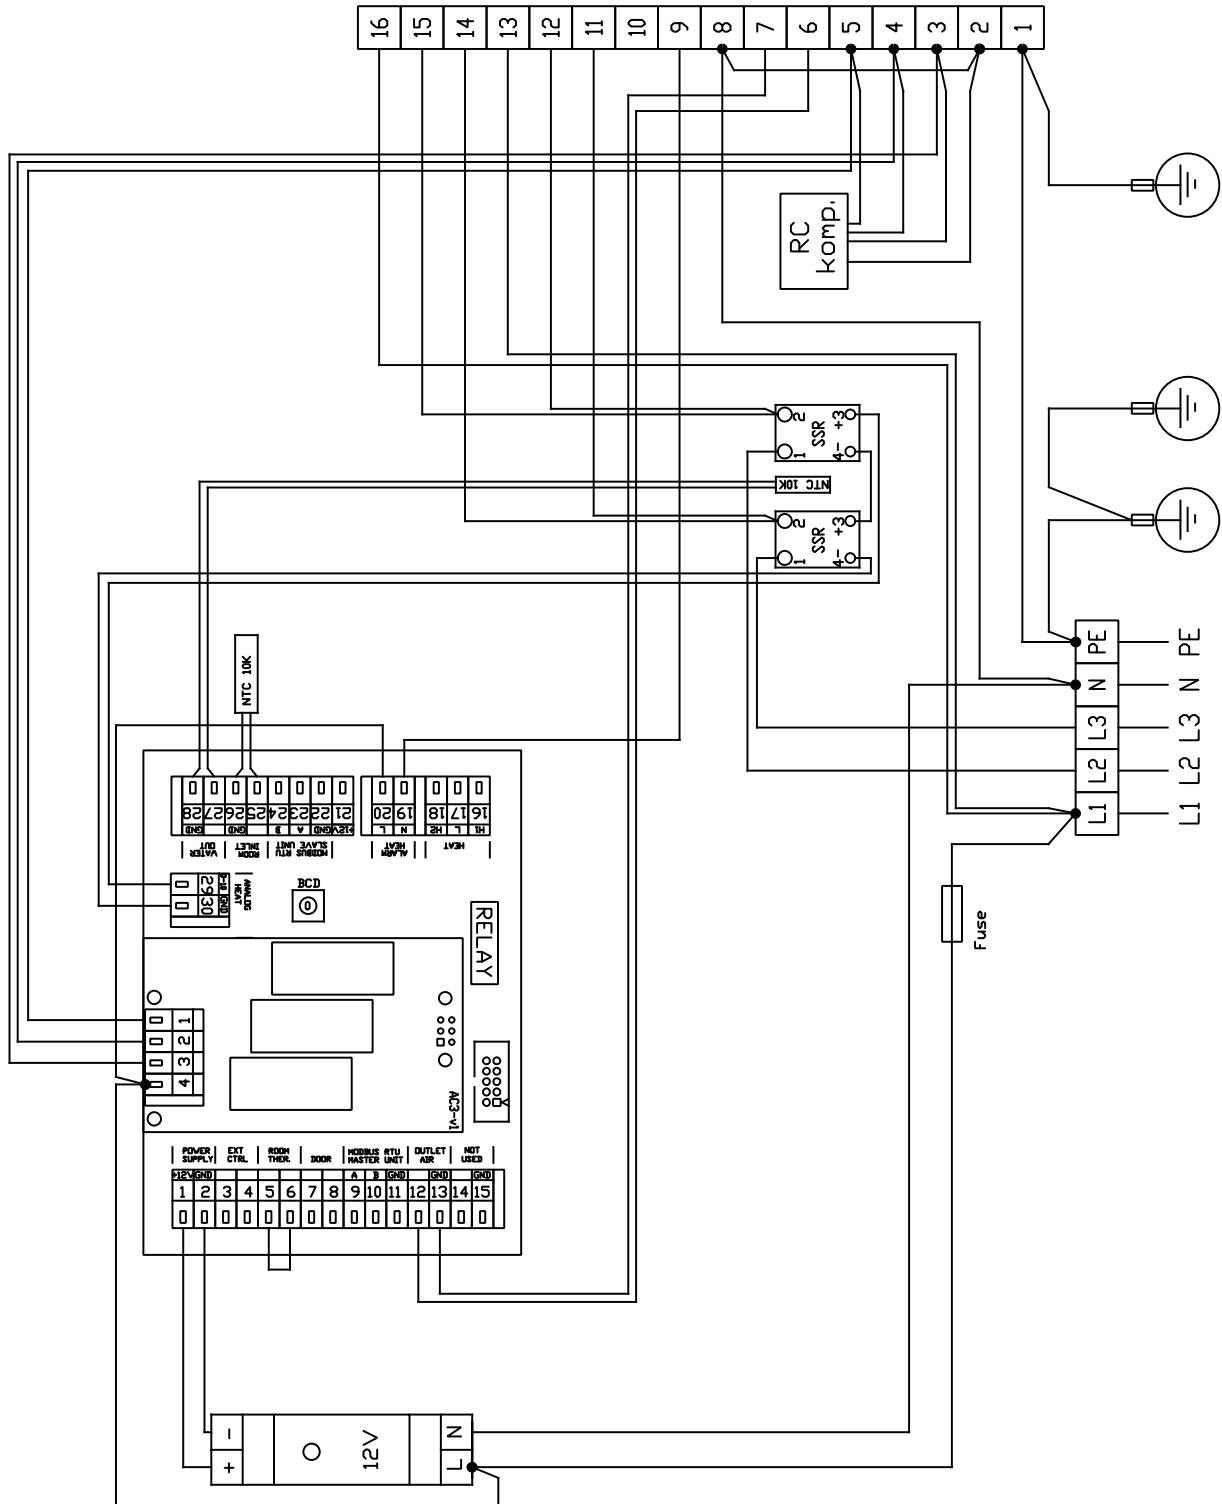 16 15 14 13 12 11 10 9 8 7 6 5 4 3 2 1
RC
komp.
2 +3
SSR
1 4-
NTC 10K
2 +3
SSR
1 4-
PE PE
N N
L3 L3
L2 L2
L1 L1
Fuse
NTC 10K
28 27 26 25 24 23 22 21 20 19 18 17 16
GND GND B A GND +12V L N H2 L H1
VATER
OUT
ROOM
INLET
MODBUS RTU
SLAVE UNIT
ALARM
HEAT
HEAT
29 30
0-10 GND
ANALOG
HEAT
BCD
RELAY
1
2
3
4
AC3-v1
POWER
SUPPLY
EXT
CTRL
ROOM
THER.
DOOR
MODBUS RTU
MASTER UNIT
OUTLET
AIR
NOT
USED
+12V GND A B GND GND GND
1 2 3 4 5 6 7 8 9 10 11 12 13 14 15
- N
12V
+ L